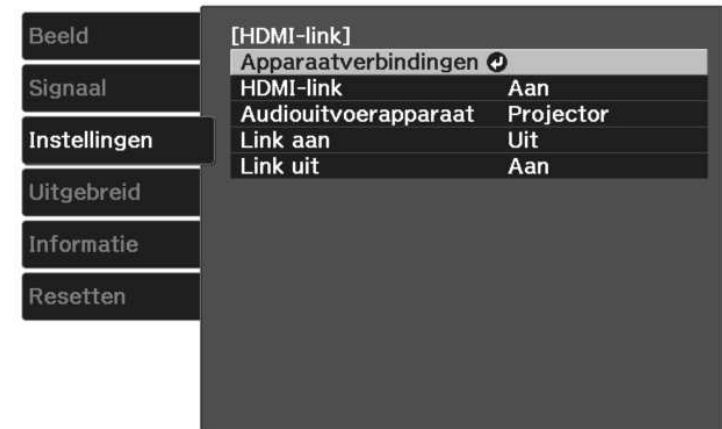 Beeld
Signaal
Instellingen
Uitgebreid
Informatie
Resetten
[HDMI-link]
Apparaatverbindingen
HDMI-link Aan
Audiouitvoerapparaat Projector
Link aan Uit
Link uit Aan